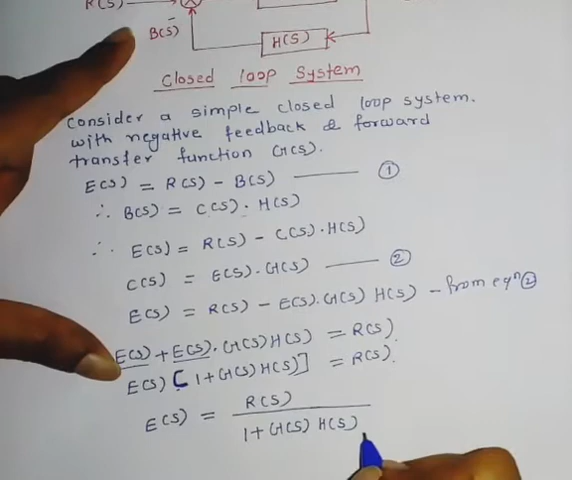 R(S)
B(S)
H(S)
Closed loop System
Consider a simple closed loop system.
with negative feedback & forward
transfer function G(S).
E(S) = R(S) - B(S) ——— ①
∴ B(S) = C(S) . H(S)
∴ E(S) = R(S) - C(S) . H(S)
C(S) = E(S) . G(S) ——— ②
E(S) = R(S) - E(S) . G(S) H(S) - from eqn ②
E(S) + E(S) . G(S) H(S) = R(S).
E(S) [ 1 + G(S) H(S)] = R(S).
E(S) = R(S)
1 + G(S) H(S)